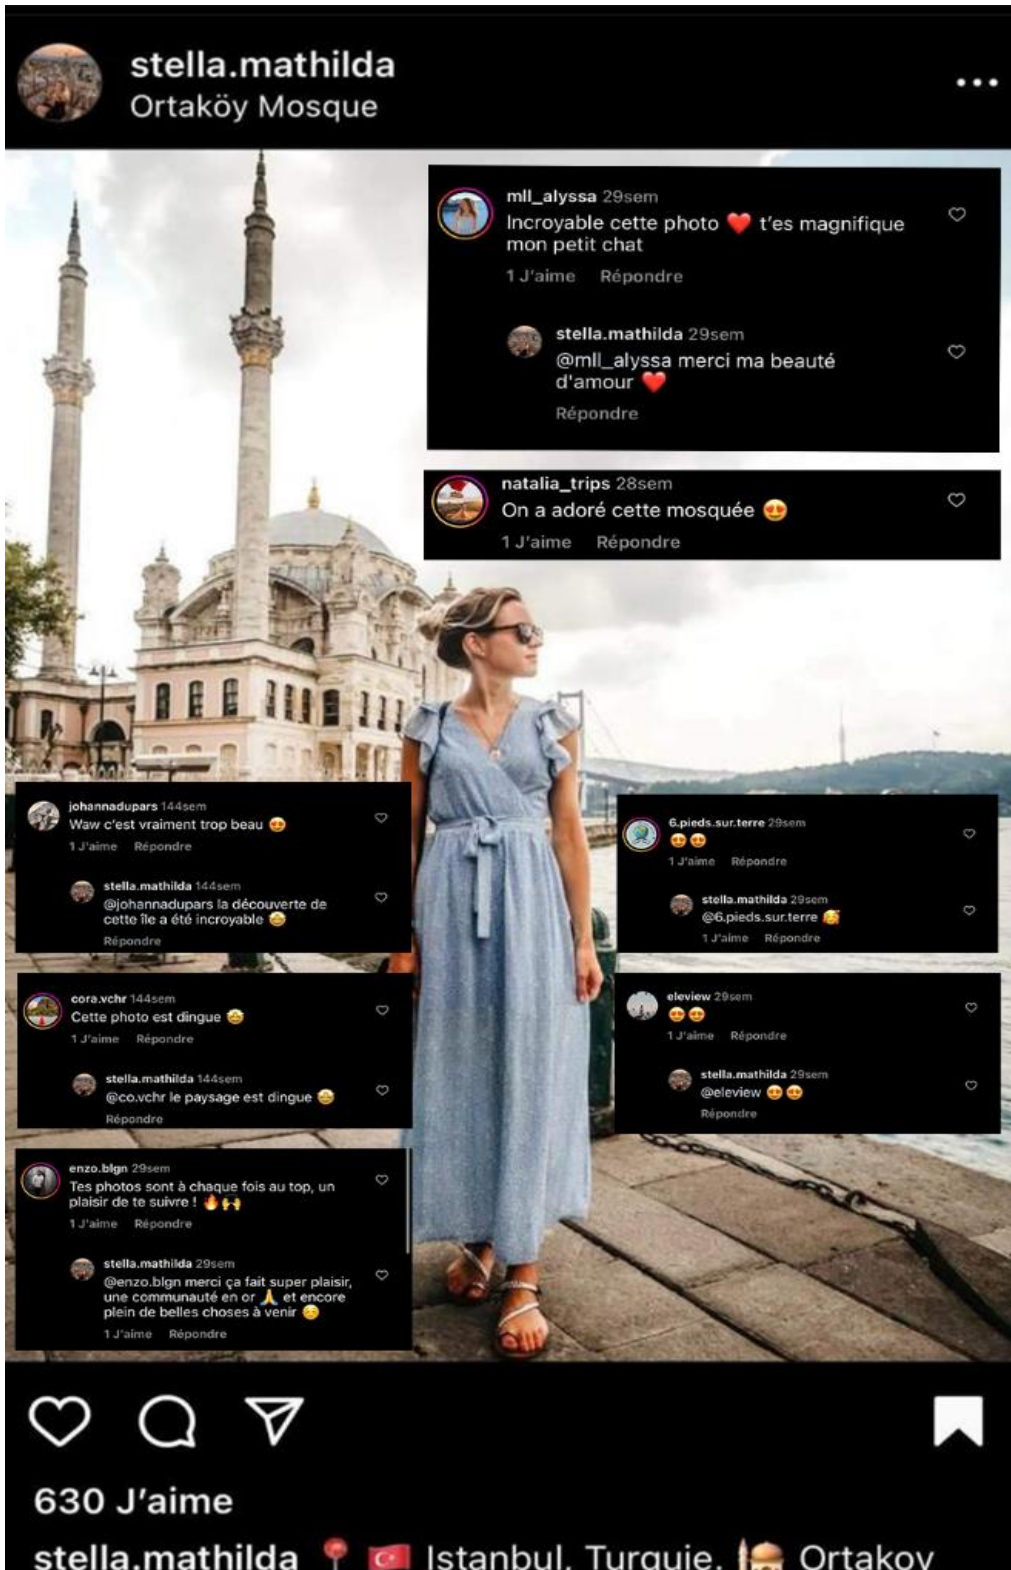 stella.mathilda
Ortaköy Mosque
mll_alyssa 29sem
Incroyable cette photo ❤️ t'es magnifique
mon petit chat
1 J'aime Répondre
stella.mathilda 29sem
@mll_alyssa merci ma beauté
d'amour ❤️
Répondre
natalia_trips 28sem
On a adoré cette mosquée 😍
1 J'aime Répondre
johannadupars 144sem
Waw c'est vraiment trop beau 😍
1 J'aime Répondre
stella.mathilda 144sem
@johannadupars la découverte de
cette île a été incroyable 🤩
Répondre
cora.vchr 144sem
Cette photo est dingue 🤩
1 J'aime Répondre
stella.mathilda 144sem
@co.vchr le paysage est dingue 🤩
Répondre
enzo.blgn 29sem
Tes photos sont à chaque fois au top, un
plaisir de te suivre ! 🔥🙌
1 J'aime Répondre
stella.mathilda 29sem
@enzo.blgn merci ça fait super plaisir,
une communauté en or 🙏 et encore
plein de belles choses à venir ☺️
1 J'aime Répondre
6.pieds.sur.terre 29sem
😍😍
1 J'aime Répondre
stella.mathilda 29sem
@6.pieds.sur.terre 🥰
1 J'aime Répondre
eleview 29sem
😍😍
1 J'aime Répondre
stella.mathilda 29sem
@eleview 😍😍
Répondre
630 J'aime
stella.mathilda 📍 🇹🇷 Istanbul, Turquie. 🕌 Ortakoy